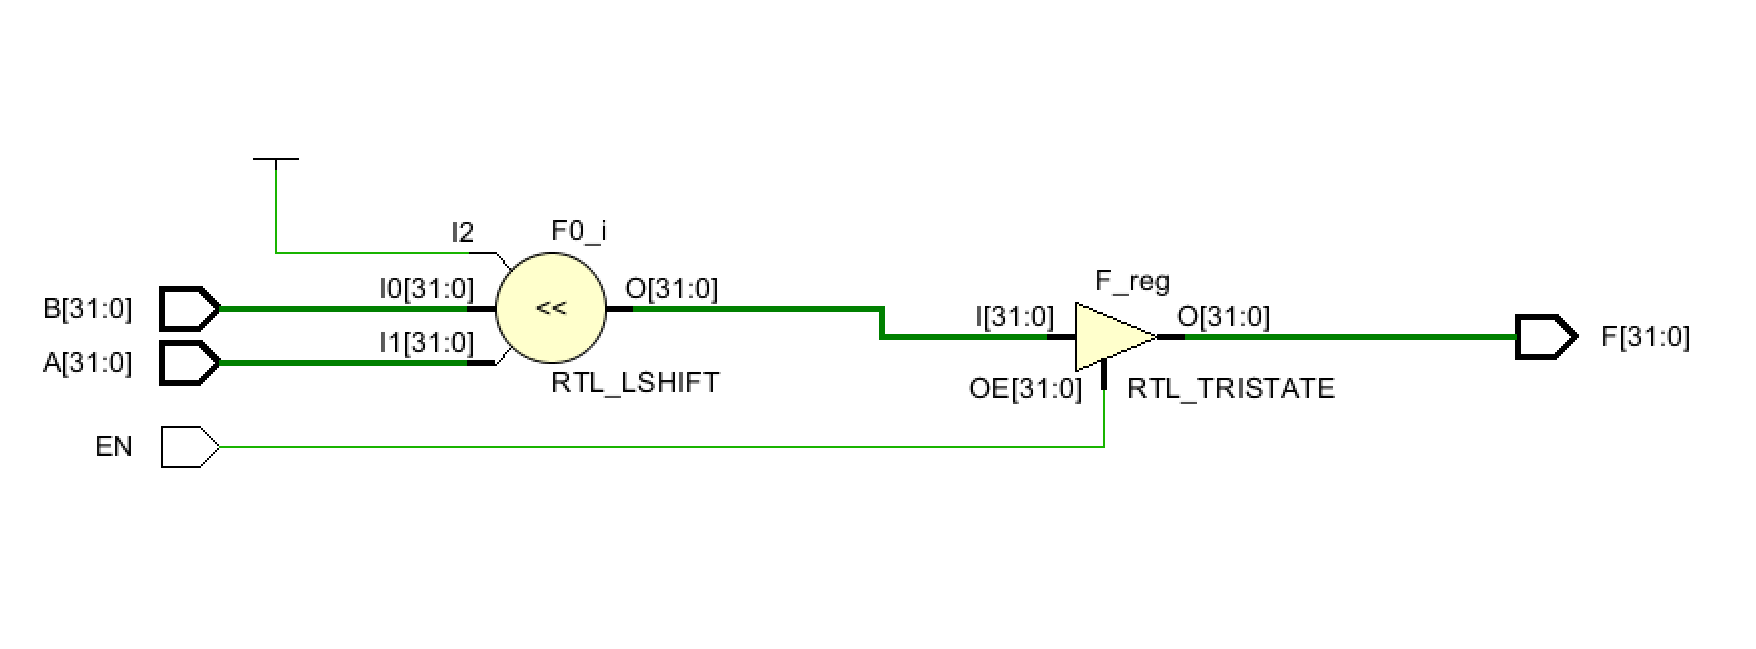 I2
F0_i
B[31:0]
I0[31:0]
<<
O[31:0]
A[31:0]
I1[31:0]
RTL_LSHIFT
EN
F_reg
I[31:0]
O[31:0]
OE[31:0]
RTL_TRISTATE
F[31:0]